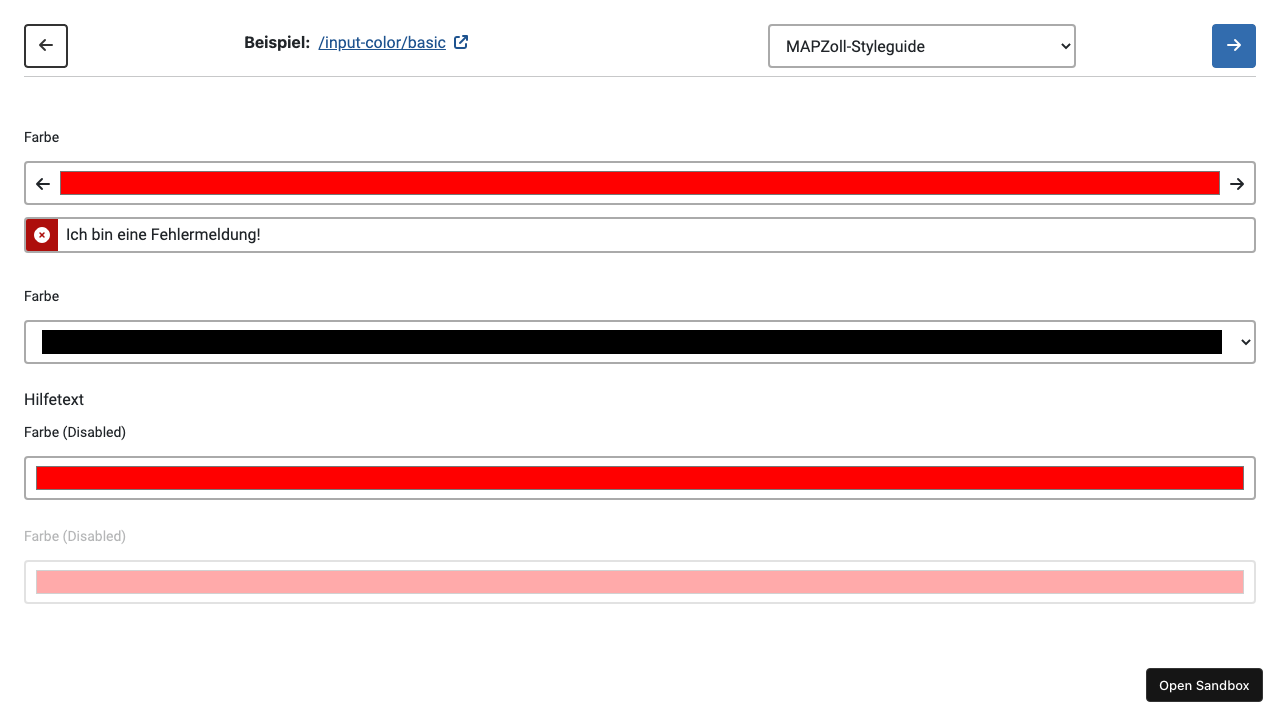 Beispiel: /input-color/basic
MAPZoll-Styleguide
Farbe
Ich bin eine Fehlermeldung!
Farbe
Hilfetext
Farbe (Disabled)
Farbe (Disabled)
Open Sandbox